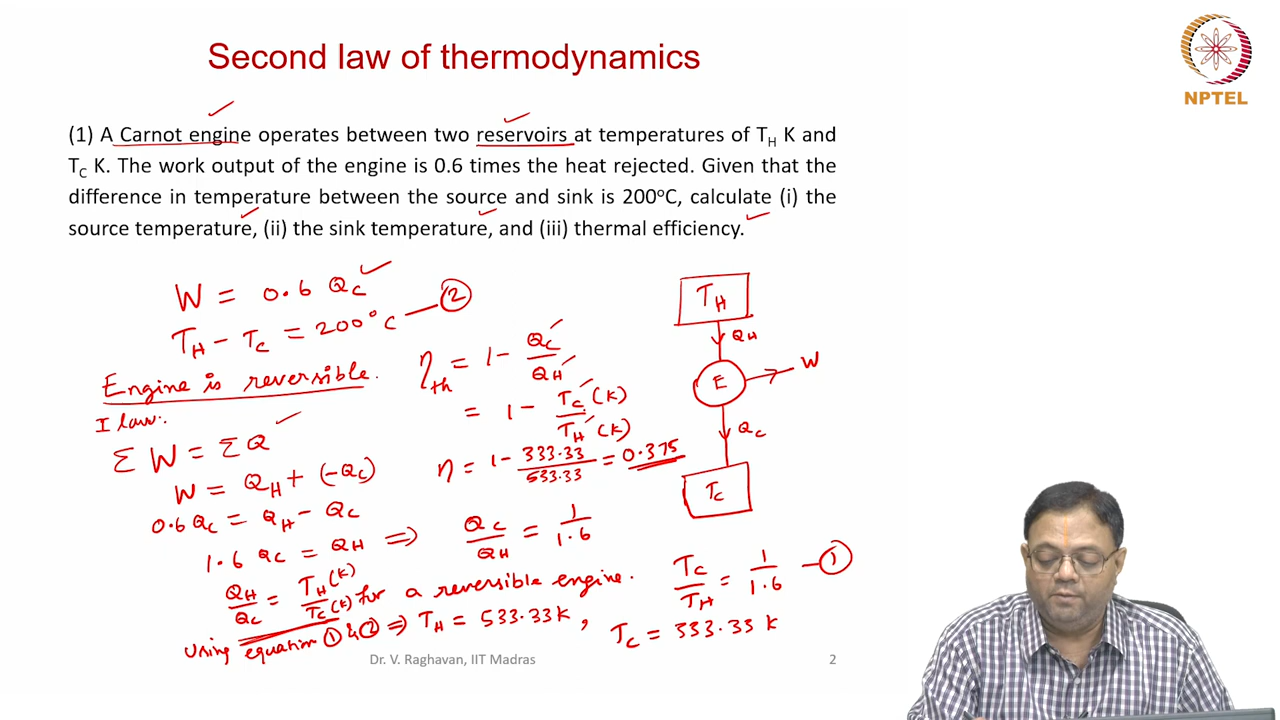 Second law of thermodynamics
NPTEL
(1) A Carnot engine operates between two reservoirs at temperatures of T_H K and
T_C K. The work output of the engine is 0.6 times the heat rejected. Given that the
difference in temperature between the source and sink is 200°C, calculate (i) the
source temperature, (ii) the sink temperature, and (iii) thermal efficiency.
W = 0.6 Q_C
T_H - T_C = 200°C — ②
Engine is reversible.
I law:
Σ W = Σ Q
W = Q_H + (-Q_C)
0.6 Q_C = Q_H - Q_C
1.6 Q_C = Q_H ⇒ Q_C/Q_H = 1/1.6
Q_H/Q_C = T_H(K)/T_C(K) for a reversible engine.
T_C/T_H = 1/1.6 — ①
Using equation ① & ② ⇒ T_H = 533.33 K, T_C = 333.33 K
η_th = 1 - Q_C/Q_H
= 1 - T_C(K)/T_H(K)
η = 1 - 333.33/533.33 = 0.375
T_H
Q_H
E
W
Q_C
T_C
Dr. V. Raghavan, IIT Madras
2